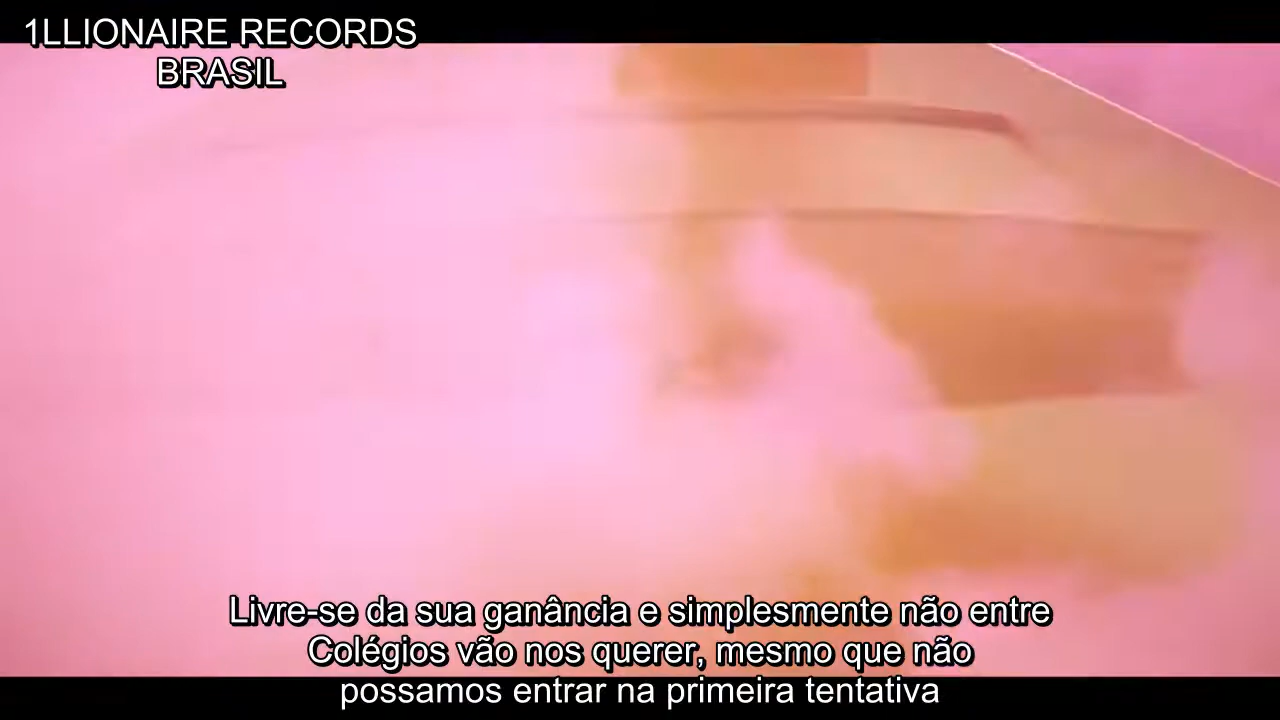 1LLIONAIRE RECORDS
BRASIL
Livre-se da sua ganância e simplesmente não entre
Colégios vão nos querer, mesmo que não
possamos entrar na primeira tentativa